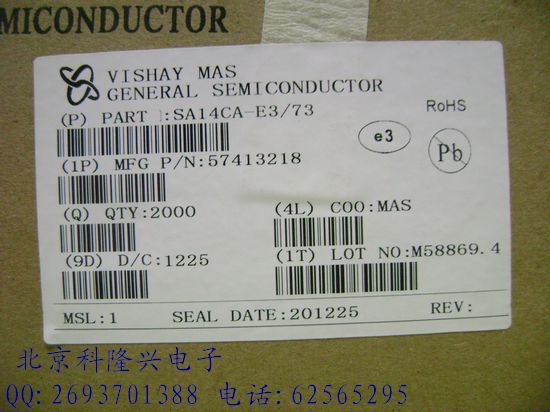 MICONDUCTOR
VISHAY MAS
GENERAL SEMICONDUCTOR
(P) PART :SA14CA-E3/73
RoHS
e3
Pb
(1P) MFG P/N:57413218
(Q) QTY:2000
(4L) COO:MAS
(9D) D/C:1225
(1T) LOT NO:M58869.4
MSL:1 SEAL DATE:201225 REV:
北京科隆兴电子
QQ:2693701388 电话:62565295